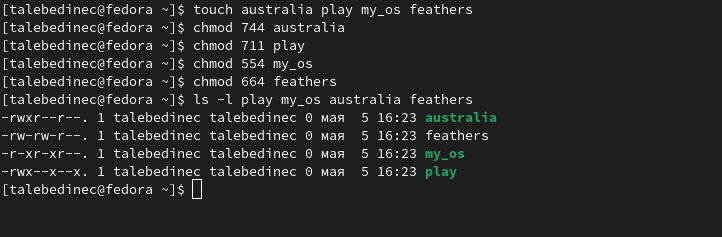 [talebedinec@fedora ~]$ touch australia play my_os feathers
[talebedinec@fedora ~]$ chmod 744 australia
[talebedinec@fedora ~]$ chmod 711 play
[talebedinec@fedora ~]$ chmod 554 my_os
[talebedinec@fedora ~]$ chmod 664 feathers
[talebedinec@fedora ~]$ ls -l play my_os australia feathers
-rwxr--r--. 1 talebedinec talebedinec 0 мая  5 16:23 australia
-rw-rw-r--. 1 talebedinec talebedinec 0 мая  5 16:23 feathers
-r-xr-xr--. 1 talebedinec talebedinec 0 мая  5 16:23 my_os
-rwx--x--x. 1 talebedinec talebedinec 0 мая  5 16:23 play
[talebedinec@fedora ~]$